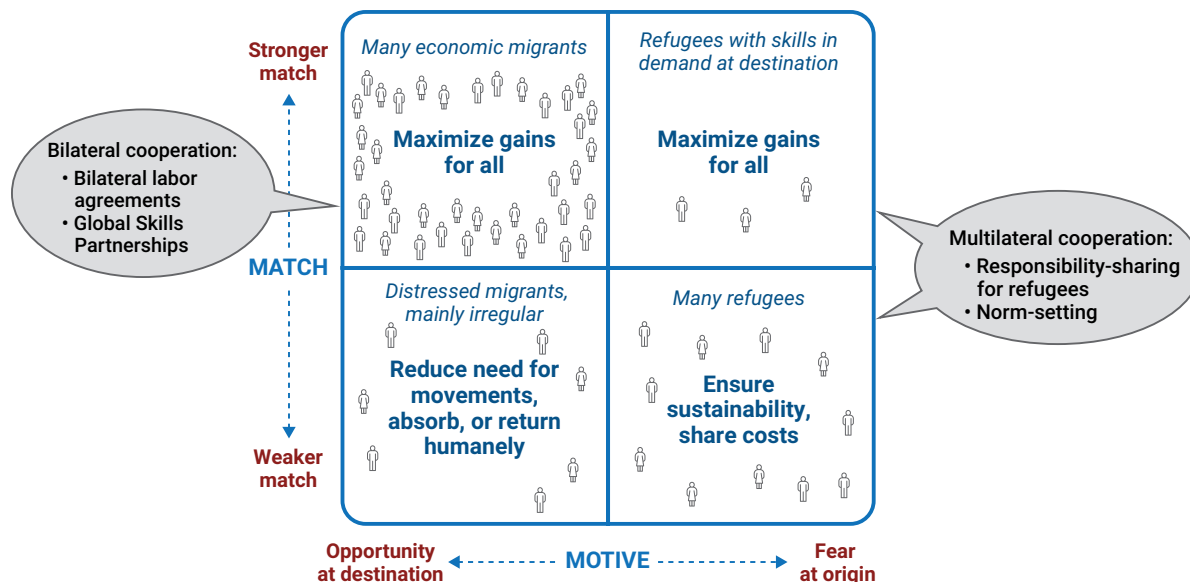 Stronger
match
Bilateral cooperation:
• Bilateral labor
agreements
• Global Skills
Partnerships
MATCH
Weaker
match
Many economic migrants
Maximize gains
for all
Refugees with skills in
demand at destination
Maximize gains
for all
Distressed migrants,
mainly irregular
Reduce need for
movements,
absorb, or return
humanely
Many refugees
Ensure
sustainability,
share costs
Multilateral cooperation:
• Responsibility-sharing
for refugees
• Norm-setting
Opportunity
at destination
MOTIVE
Fear
at origin